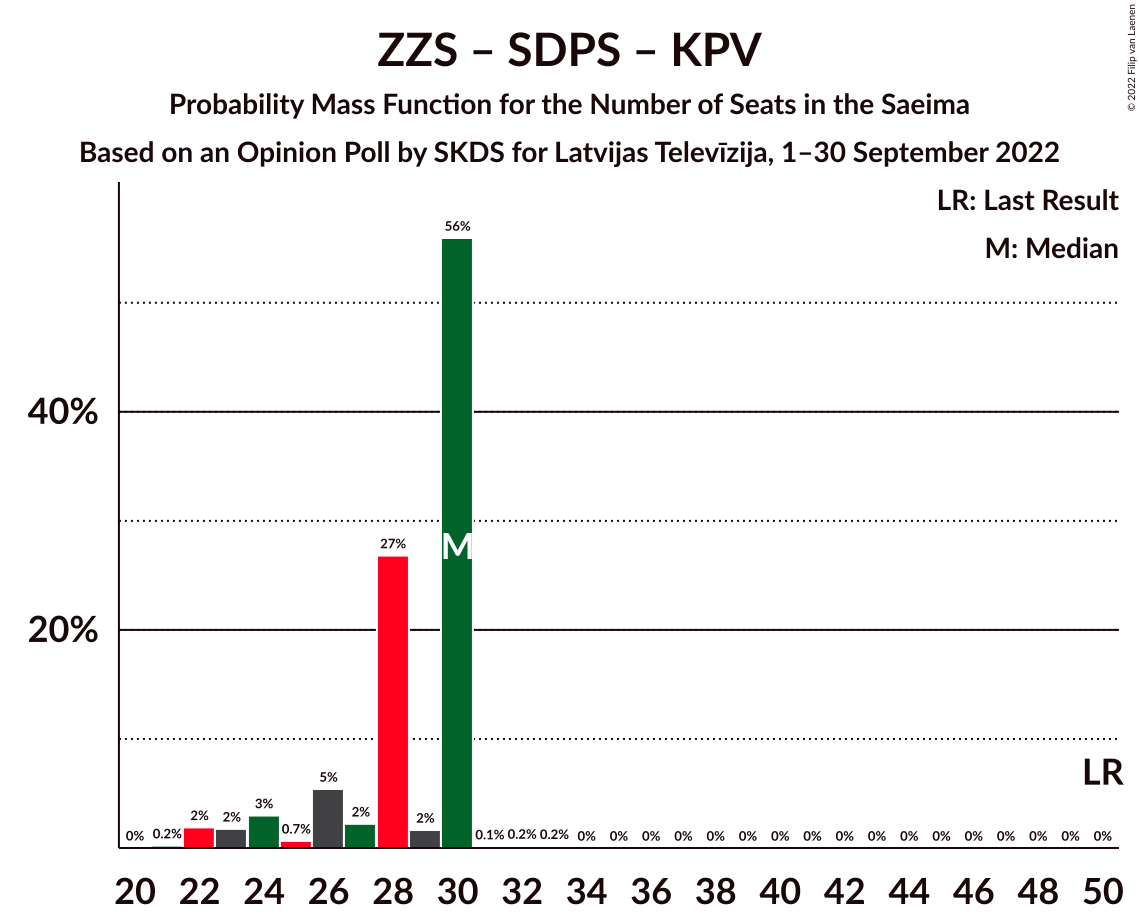 ZZS – SDPS – KPV
Probability Mass Function for the Number of Seats in the Saeima
Based on an Opinion Poll by SKDS for Latvijas Televīzija, 1–30 September 2022
© 2022 Filip van Laenen
LR: Last Result
M: Median
40%
20%
0% 0.2% 2% 2% 3% 0.7% 5% 2% 27% 2% 56% 0.1% 0.2% 0.2% 0% 0% 0% 0% 0% 0% 0% 0% 0% 0% 0% 0% 0% 0% 0% 0% 0%
M
LR
20 22 24 26 28 30 32 34 36 38 40 42 44 46 48 50